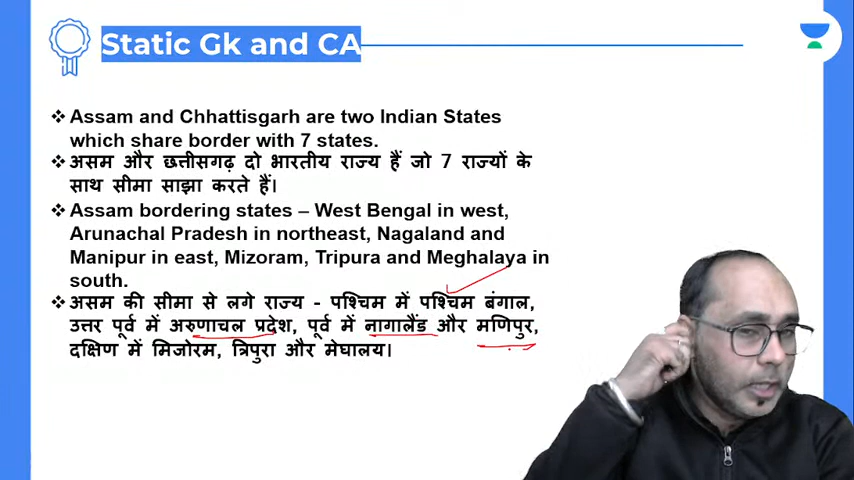 Static Gk and CA
❖ Assam and Chhattisgarh are two Indian States
which share border with 7 states.
❖ असम और छत्तीसगढ़ दो भारतीय राज्य हैं जो 7 राज्यों के
साथ सीमा साझा करते हैं।
❖ Assam bordering states – West Bengal in west,
Arunachal Pradesh in northeast, Nagaland and
Manipur in east, Mizoram, Tripura and Meghalaya in
south.
❖ असम की सीमा से लगे राज्य - पश्चिम में पश्चिम बंगाल,
उत्तर पूर्व में अरुणाचल प्रदेश, पूर्व में नागालैंड और मणिपुर,
दक्षिण में मिजोरम, त्रिपुरा और मेघालय।